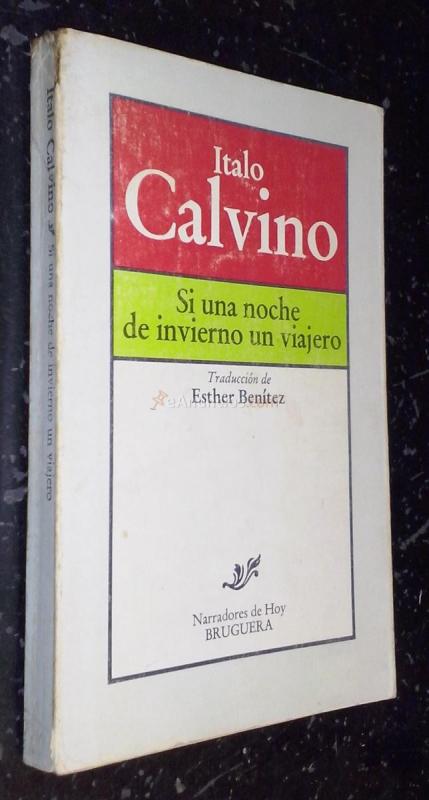 Italo
Calvino
Si una noche
de invierno un viajero
Traducción de
Esther Benítez
Narradores de Hoy
BRUGUERA
Italo Calvino Si una noche de invierno un viajero